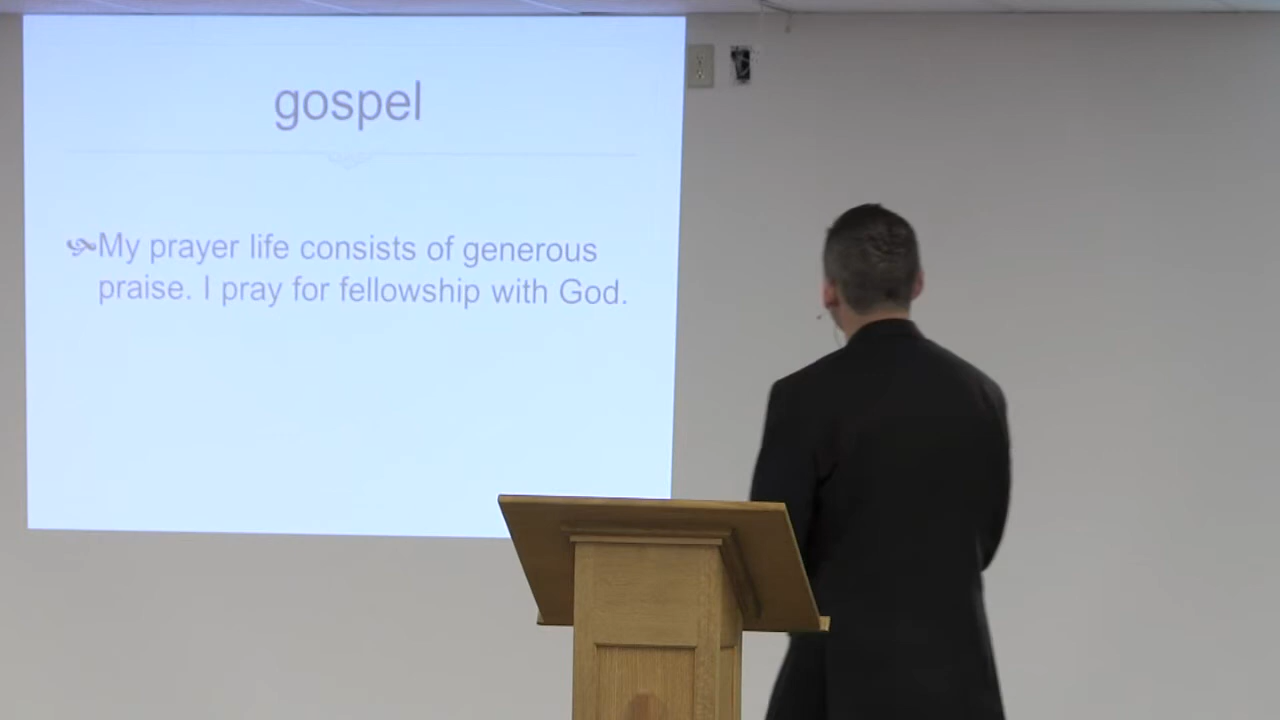 gospel
My prayer life consists of generous
praise. I pray for fellowship with God.